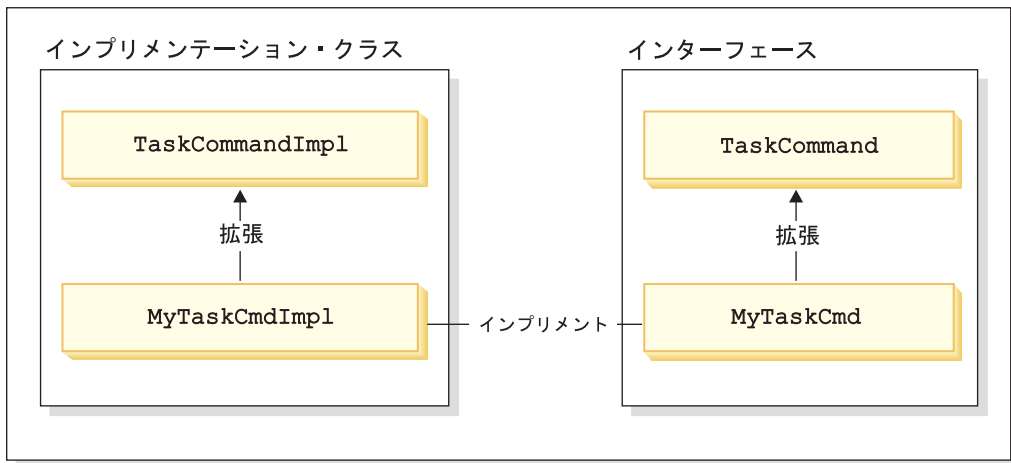 インプリメンテーション・クラス
TaskCommandImpl
拡張
MyTaskCmdImpl
インプリメント
インターフェース
TaskCommand
拡張
MyTaskCmd